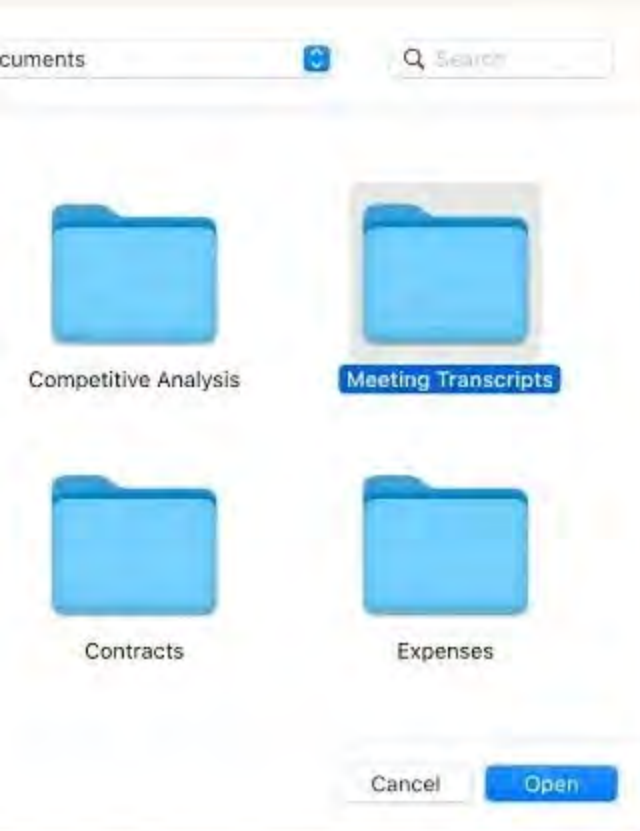 cuments
Search
Competitive Analysis
Meeting Transcripts
Contracts
Expenses
Cancel
Open